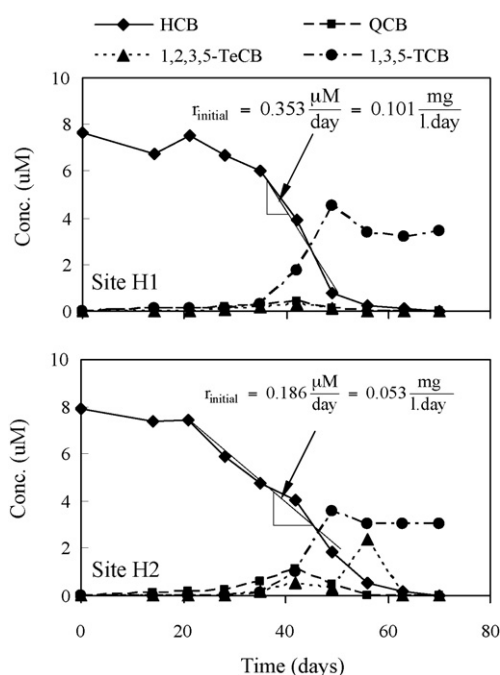 HCB QCB
1,2,3,5-TeCB 1,3,5-TCB
10
8
6
4
2
0
Conc. (uM)
r initial = 0.353 μM/day = 0.101 mg/l.day
Site H1
10
8
6
4
2
0
Conc. (uM)
r initial = 0.186 μM/day = 0.053 mg/l.day
Site H2
0 20 40 60 80
Time (days)